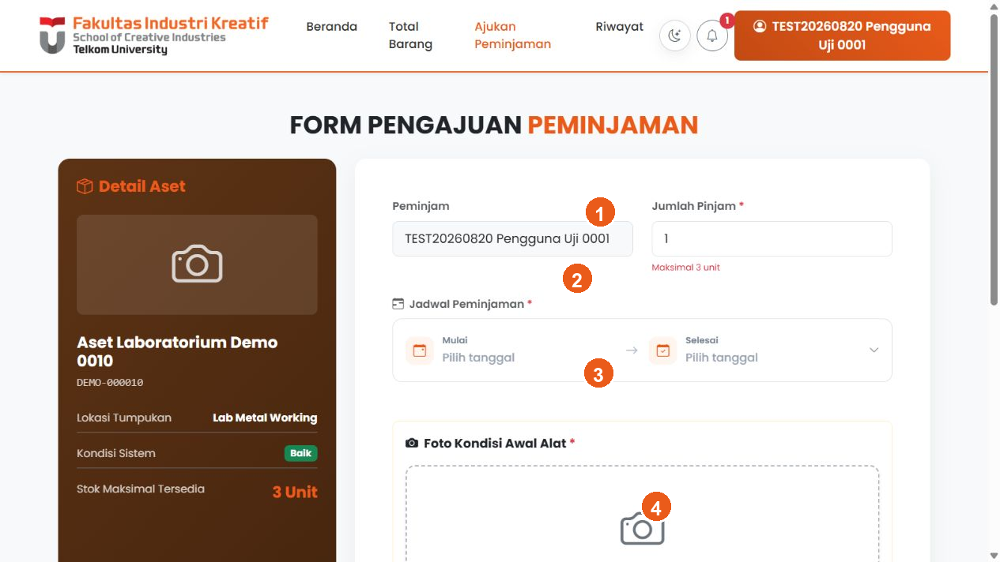 Fakultas Industri Kreatif
School of Creative Industries
Telkom University
Beranda
Total
Barang
Ajukan
Peminjaman
Riwayat
1
TEST20260820 Pengguna
Uji 0001
FORM PENGAJUAN PEMINJAMAN
Detail Aset
Aset Laboratorium Demo
0010
DEMO-000010
Lokasi Tumpukan Lab Metal Working
Kondisi Sistem Baik
Stok Maksimal Tersedia 3 Unit
Peminjam
1
TEST20260820 Pengguna Uji 0001
Jumlah Pinjam *
1
Maksimal 3 unit
2
Jadwal Peminjaman *
Mulai
Pilih tanggal
Selesai
Pilih tanggal
3
Foto Kondisi Awal Alat *
4